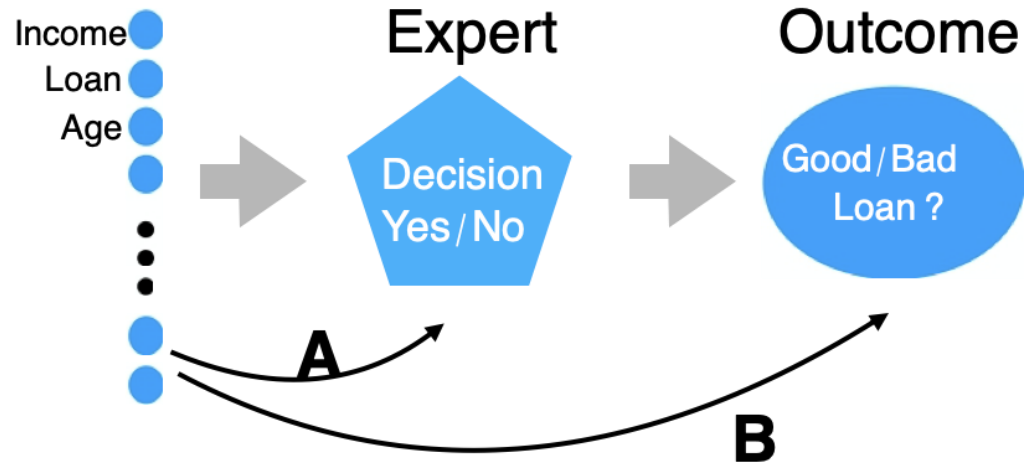 Income
Loan
Age
Expert
Decision
Yes / No
Outcome
Good / Bad
Loan ?
A
B